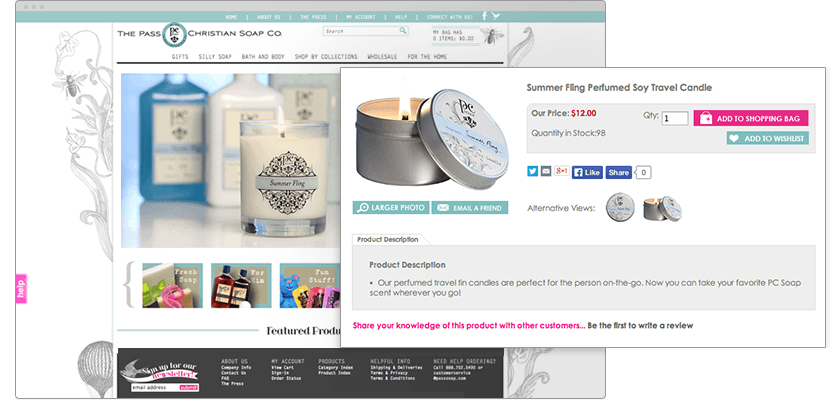 HOME | ABOUT US | THE PRESS | MY ACCOUNT | HELP | CONNECT WITH US!
THE PASS PC CHRISTIAN SOAP CO.
Search
MY BAG HAS
0 ITEMS: $0.00
GIFTS SILLY SOAP BATH AND BODY SHOP BY COLLECTIONS WHOLESALE FOR THE HOME
pc
Summer Fling
Fresh
Soap
For
Him
Fun
Stuff!
help
Featured Produ
Sign up for our
newsletter!
email address submit
ABOUT US
Company Info
Contact Us
FAQ
The Press
MY ACCOUNT
View Cart
Sign-In
Order Status
PRODUCTS
Category Index
Product Index
HELPFUL INFO
Shipping & Deliveries
Terms & Privacy
Terms & Conditions
NEED HELP ORDERING?
Call 888.702.5490 or
customerservice
@passsoap.com
Summer Fling Perfumed Soy Travel Candle
Our Price: $12.00
Qty: 1
ADD TO SHOPPING BAG
Quantity in Stock:98
ADD TO WISHLIST
g+1
Like
Share
0
pc
Summer Fling
LARGER PHOTO
EMAIL A FRIEND
Alternative Views:
Product Description
Product Description
• Our perfumed travel tin candles are perfect for the person on-the-go. Now you can take your favorite PC Soap
scent wherever you go!
Share your knowledge of this product with other customers... Be the first to write a review